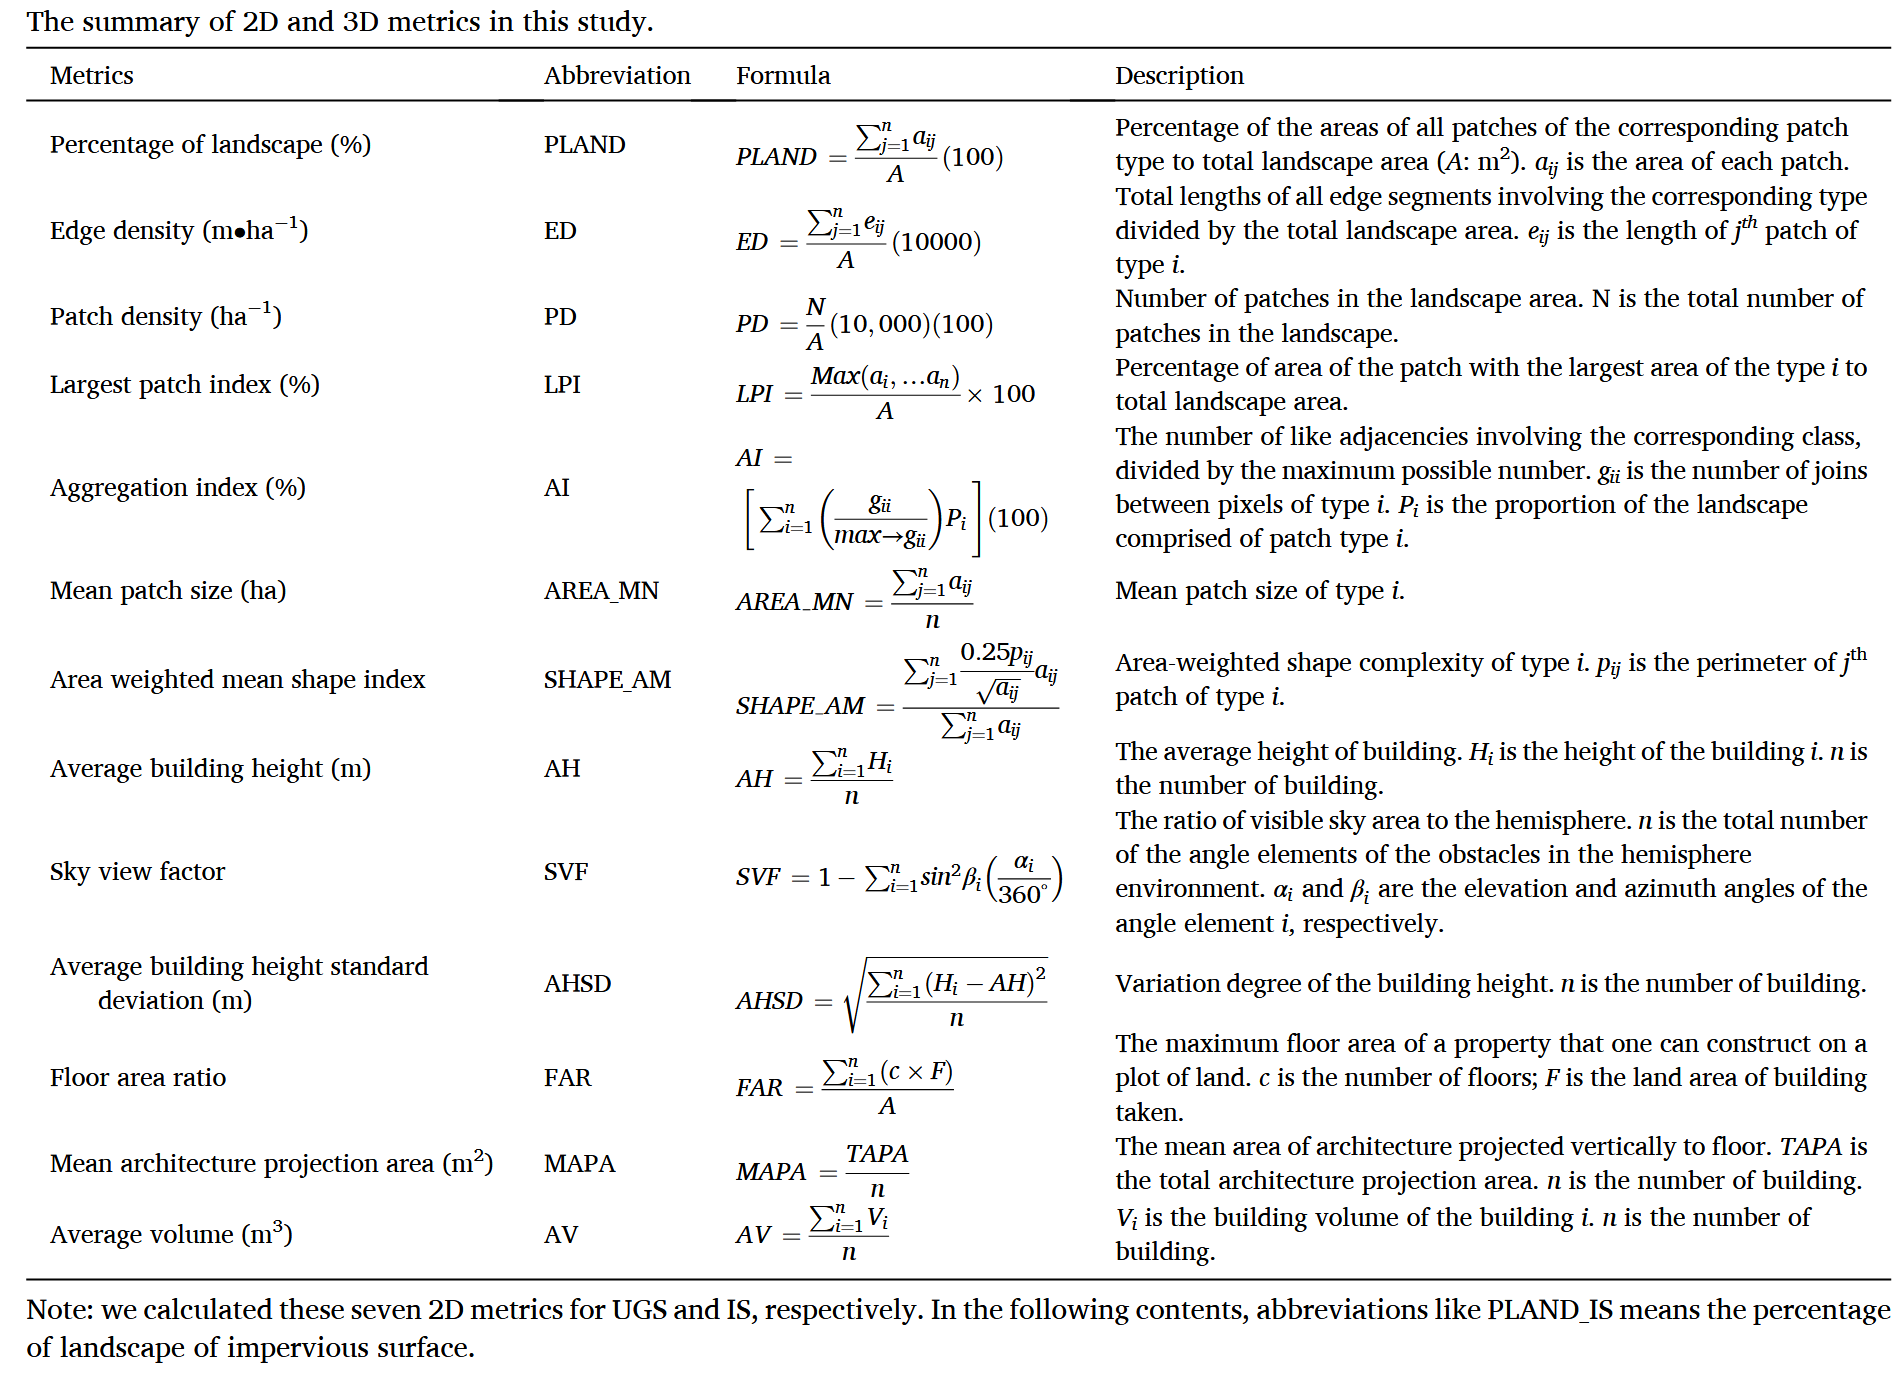 The summary of 2D and 3D metrics in this study.
Metrics Abbreviation Formula Description
Percentage of landscape (%) PLAND PLAND = \frac{\sum_{j=1}^{n} a_{ij}}{A}(100) Percentage of the areas of all patches of the corresponding patch
type to total landscape area (A: m²). a_{ij} is the area of each patch.
Edge density (m●ha⁻¹) ED ED = \frac{\sum_{j=1}^{n} e_{ij}}{A}(10000) Total lengths of all edge segments involving the corresponding type
divided by the total landscape area. e_{ij} is the length of j^{th} patch of
type i.
Patch density (ha⁻¹) PD PD = \frac{N}{A}(10,000)(100) Number of patches in the landscape area. N is the total number of
patches in the landscape.
Largest patch index (%) LPI LPI = \frac{Max(a_i, …a_n)}{A} × 100 Percentage of area of the patch with the largest area of the type i to
total landscape area.
Aggregation index (%) AI AI = \left[\sum_{i=1}^{n}\left(\frac{g_{ii}}{max→g_{ii}}\right)P_i\right](100) The number of like adjacencies involving the corresponding class,
divided by the maximum possible number. g_{ii} is the number of joins
between pixels of type i. P_i is the proportion of the landscape
comprised of patch type i.
Mean patch size (ha) AREA_MN AREA_MN = \frac{\sum_{j=1}^{n} a_{ij}}{n} Mean patch size of type i.
Area weighted mean shape index SHAPE_AM SHAPE_AM = \frac{\sum_{j=1}^{n} \frac{0.25p_{ij}}{\sqrt{a_{ij}}} a_{ij}}{\sum_{j=1}^{n} a_{ij}} Area-weighted shape complexity of type i. p_{ij} is the perimeter of j^{th}
patch of type i.
Average building height (m) AH AH = \frac{\sum_{i=1}^{n} H_i}{n} The average height of building. H_i is the height of the building i. n is
the number of building.
Sky view factor SVF SVF = 1 − \sum_{i=1}^{n} sin²β_i\left(\frac{α_i}{360°}\right) The ratio of visible sky area to the hemisphere. n is the total number
of the angle elements of the obstacles in the hemisphere
environment. α_i and β_i are the elevation and azimuth angles of the
angle element i, respectively.
Average building height standard
deviation (m) AHSD AHSD = \sqrt{\frac{\sum_{i=1}^{n}(H_i − AH)^2}{n}} Variation degree of the building height. n is the number of building.
Floor area ratio FAR FAR = \frac{\sum_{i=1}^{n}(c × F)}{A} The maximum floor area of a property that one can construct on a
plot of land. c is the number of floors; F is the land area of building
taken.
Mean architecture projection area (m²) MAPA MAPA = \frac{TAPA}{n} The mean area of architecture projected vertically to floor. TAPA is
the total architecture projection area. n is the number of building.
Average volume (m³) AV AV = \frac{\sum_{i=1}^{n} V_i}{n} V_i is the building volume of the building i. n is the number of
building.
Note: we calculated these seven 2D metrics for UGS and IS, respectively. In the following contents, abbreviations like PLAND_IS means the percentage
of landscape of impervious surface.